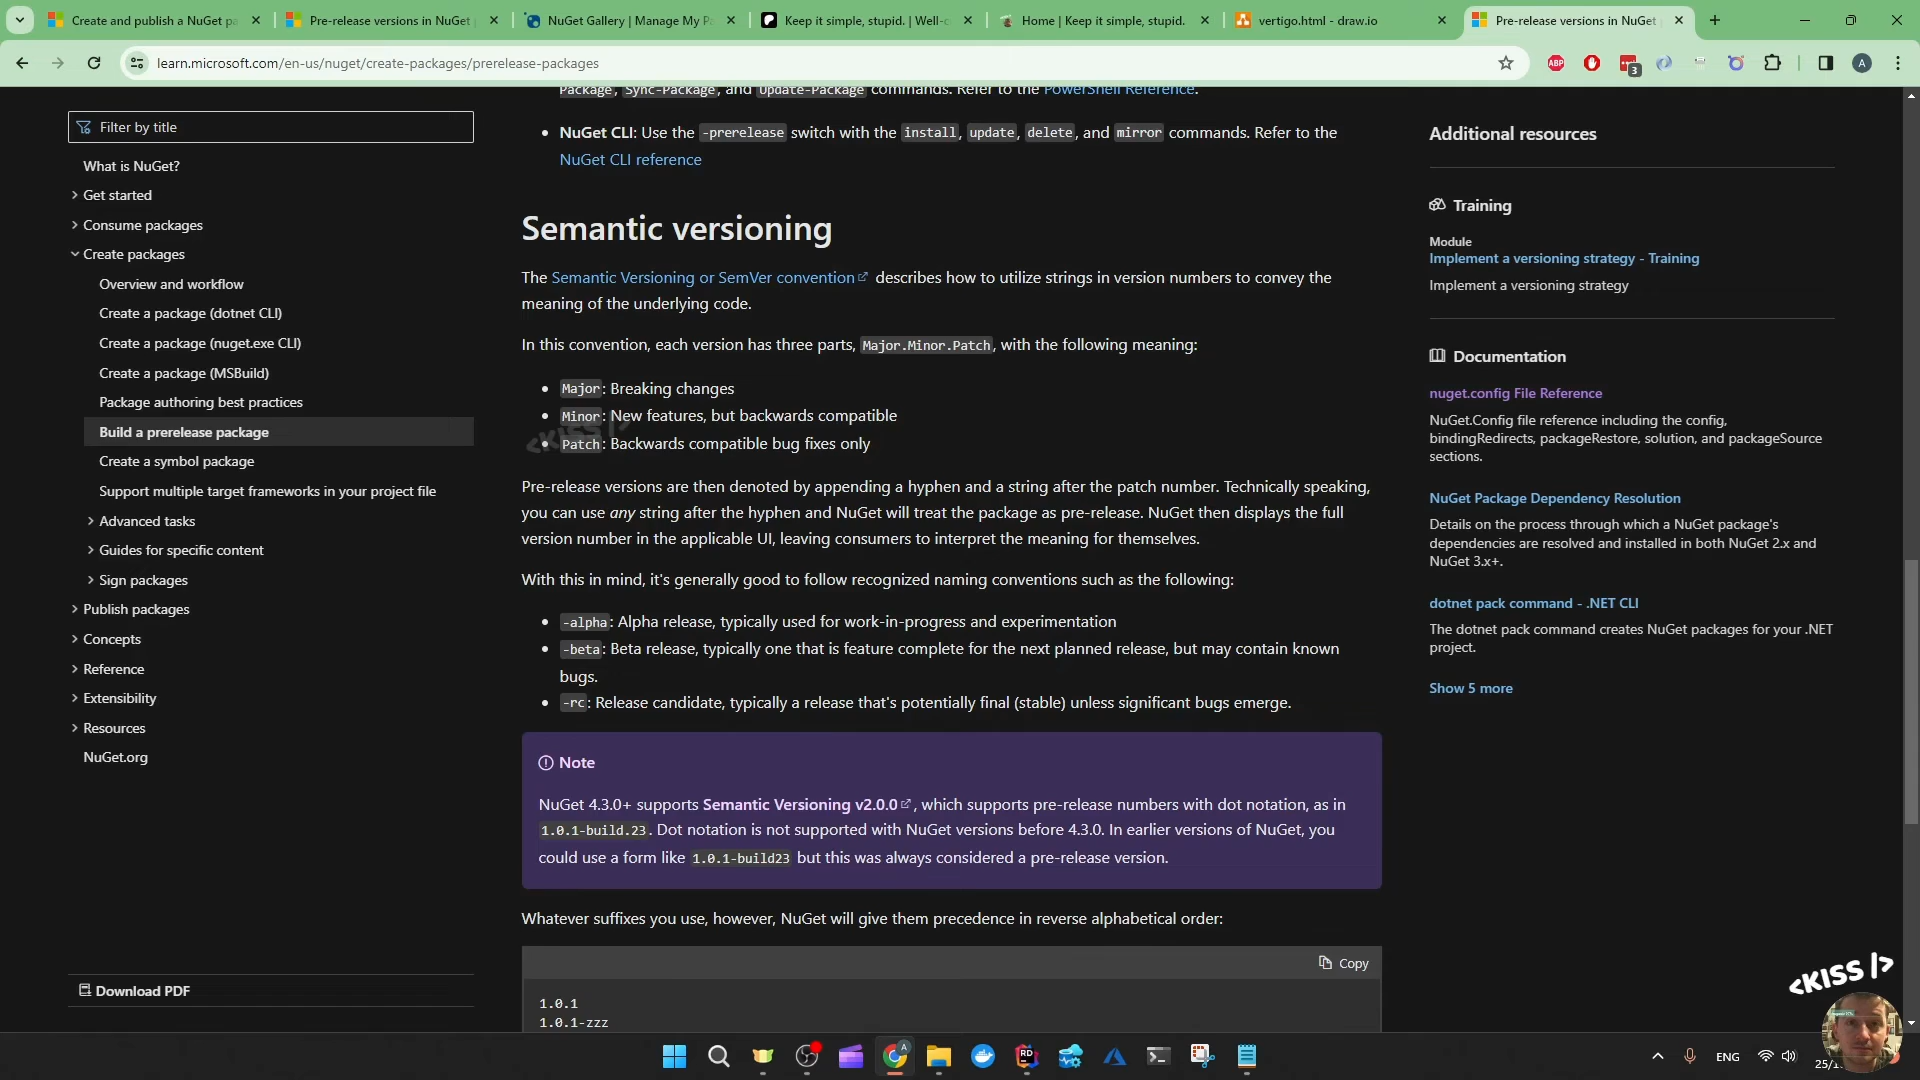 Create and publish a NuGet pa
Pre-release versions in NuGet
NuGet Gallery | Manage My Pa
Keep it simple, stupid. | Well-c
Home | Keep it simple, stupid.
vertigo.html - draw.io
Pre-release versions in NuGet
learn.microsoft.com/en-us/nuget/create-packages/prerelease-packages
ABP
3
A
Filter by title
What is NuGet?
Get started
Consume packages
Create packages
Overview and workflow
Create a package (dotnet CLI)
Create a package (nuget.exe CLI)
Create a package (MSBuild)
Package authoring best practices
Build a prerelease package
Create a symbol package
Support multiple target frameworks in your project file
Advanced tasks
Guides for specific content
Sign packages
Publish packages
Concepts
Reference
Extensibility
Resources
NuGet.org
Download PDF
Package, Sync-Package, and Update-Package commands. Refer to the PowerShell Reference.
NuGet CLI: Use the -prerelease switch with the install, update, delete, and mirror commands. Refer to the
NuGet CLI reference
Semantic versioning
The Semantic Versioning or SemVer convention describes how to utilize strings in version numbers to convey the
meaning of the underlying code.
In this convention, each version has three parts, Major.Minor.Patch, with the following meaning:
Major: Breaking changes
Minor: New features, but backwards compatible
Patch: Backwards compatible bug fixes only
<KISS />
Pre-release versions are then denoted by appending a hyphen and a string after the patch number. Technically speaking,
you can use any string after the hyphen and NuGet will treat the package as pre-release. NuGet then displays the full
version number in the applicable UI, leaving consumers to interpret the meaning for themselves.
With this in mind, it's generally good to follow recognized naming conventions such as the following:
-alpha: Alpha release, typically used for work-in-progress and experimentation
-beta: Beta release, typically one that is feature complete for the next planned release, but may contain known
bugs.
-rc: Release candidate, typically a release that's potentially final (stable) unless significant bugs emerge.
Note
NuGet 4.3.0+ supports Semantic Versioning v2.0.0, which supports pre-release numbers with dot notation, as in
1.0.1-build.23. Dot notation is not supported with NuGet versions before 4.3.0. In earlier versions of NuGet, you
could use a form like 1.0.1-build23 but this was always considered a pre-release version.
Whatever suffixes you use, however, NuGet will give them precedence in reverse alphabetical order:
Copy
1.0.1
1.0.1-zzz
Additional resources
Training
Module
Implement a versioning strategy - Training
Implement a versioning strategy
Documentation
nuget.config File Reference
NuGet.Config file reference including the config,
bindingRedirects, packageRestore, solution, and packageSource
sections.
NuGet Package Dependency Resolution
Details on the process through which a NuGet package's
dependencies are resolved and installed in both NuGet 2.x and
NuGet 3.x+.
dotnet pack command - .NET CLI
The dotnet pack command creates NuGet packages for your .NET
project.
Show 5 more
<KISS />
A
RD
ENG